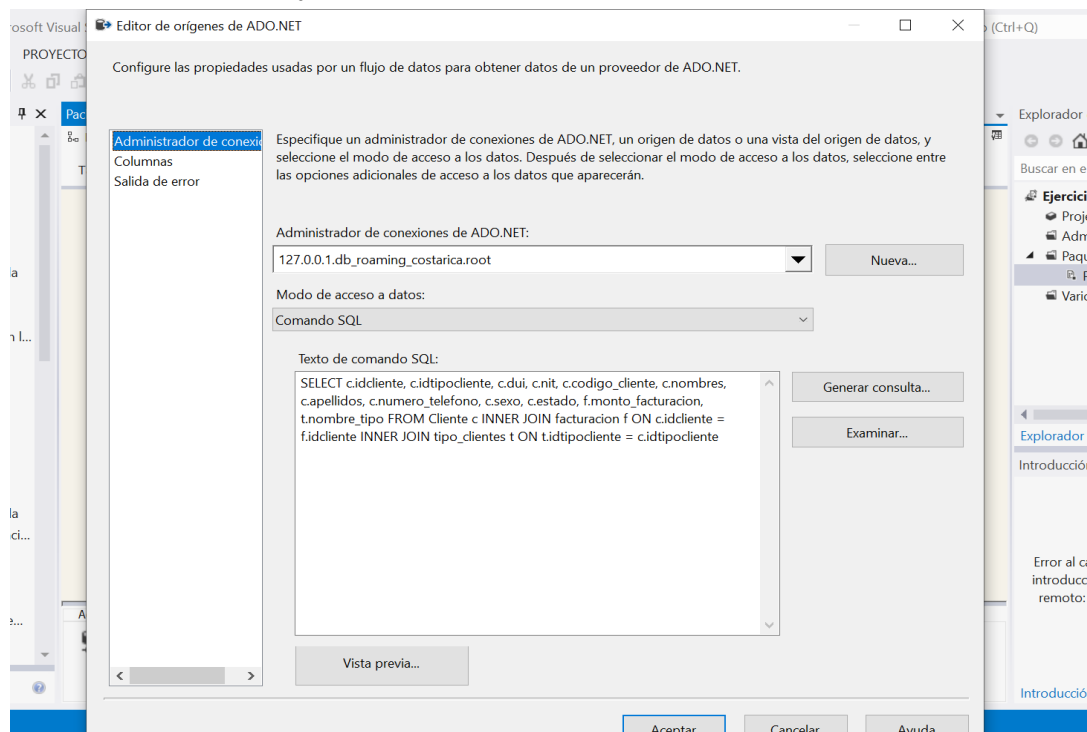 osoft Visual
Editor de orígenes de ADO.NET
(Ctrl+Q)
PROYECTO
Configure las propiedades usadas por un flujo de datos para obtener datos de un proveedor de ADO.NET.
Pac
Explorador
Administrador de conexio
Columnas
Salida de error
Especifique un administrador de conexiones de ADO.NET, un origen de datos o una vista del origen de datos, y
seleccione el modo de acceso a los datos. Después de seleccionar el modo de acceso a los datos, seleccione entre
las opciones adicionales de acceso a los datos que aparecerán.
T
Buscar en e
Ejercici
Proje
Adm
Paqu
P
Vario
Administrador de conexiones de ADO.NET:
127.0.0.1.db_roaming_costarica.root
Nueva...
Modo de acceso a datos:
Comando SQL
la
n l...
Texto de comando SQL:
SELECT c.idcliente, c.idtipocliente, c.dui, c.nit, c.codigo_cliente, c.nombres,
c.apellidos, c.numero_telefono, c.sexo, c.estado, f.monto_facturacion,
t.nombre_tipo FROM Cliente c INNER JOIN facturacion f ON c.idcliente =
f.idcliente INNER JOIN tipo_clientes t ON t.idtipocliente = c.idtipocliente
Generar consulta...
Examinar...
Explorador
Introducción
la
ci...
Error al ca
introducc
remoto:
A
e...
Vista previa...
Introducció
Aceptar
Cancelar
Ayuda